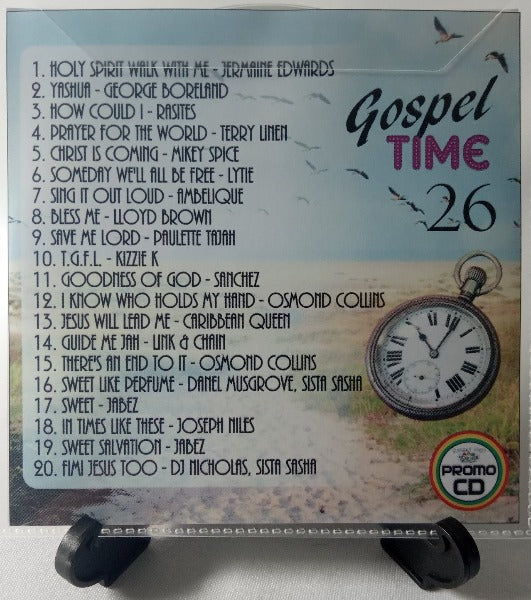 1. HOLY SPIRIT WALK WITH ME - JERMAINE EDWARDS
2. YASHUA - GEORGE BORELAND
3. HOW COULD I - RASITES
4. PRAYER FOR THE WORLD - TERRY LINEN
5. CHRIST IS COMING - MIKEY SPICE
6. SOMEDAY WE'LL ALL BE FREE - LYTIE
7. SING IT OUT LOUD - AMBELIQUE
8. BLESS ME - LLOYD BROWN
9. SAVE ME LORD - PAULETTE TAJAH
10. T.G.F.L. - KIZZIE K
11. GOODNESS OF GOD - SANCHEZ
12. I KNOW WHO HOLDS MY HAND - OSMOND COLLINS
13. JESUS WILL LEAD ME - CARIBBEAN QUEEN
14. GUIDE ME JAH - LINK & CHAIN
15. THERE'S AN END TO IT - OSMOND COLLINS
16. SWEET LIKE PERFUME - DANEL MUSGROVE, SISTA SASHA
17. SWEET - JABEZ
18. IN TIMES LIKE THESE - JOSEPH NILES
19. SWEET SALVATION - JABEZ
20. FIMI JESUS TOO - DJ NICHOLAS, SISTA SASHA
Gospel
TIME
26
PROMO
CD